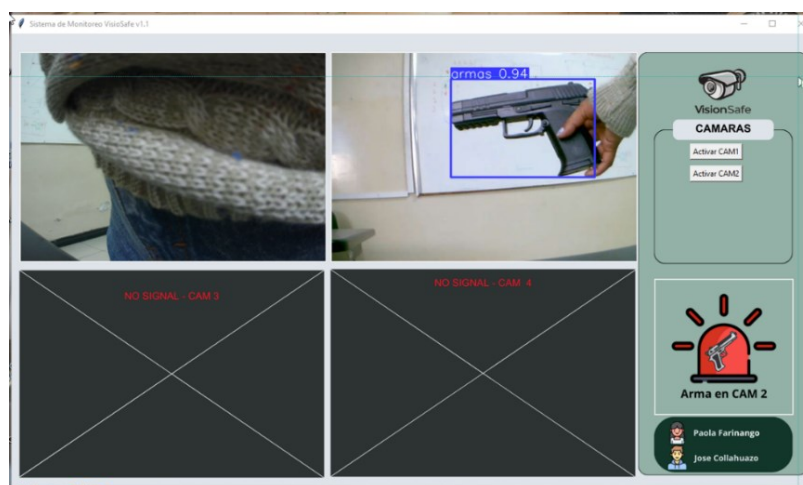 Sistema de Monitoreo VisioSafe v1.1
armas 0.94
VisionSafe
CAMARAS
Activar CAM1
Activar CAM2
NO SIGNAL - CAM 3
NO SIGNAL - CAM 4
Arma en CAM 2
Paola Farinango
Jose Collahuazo